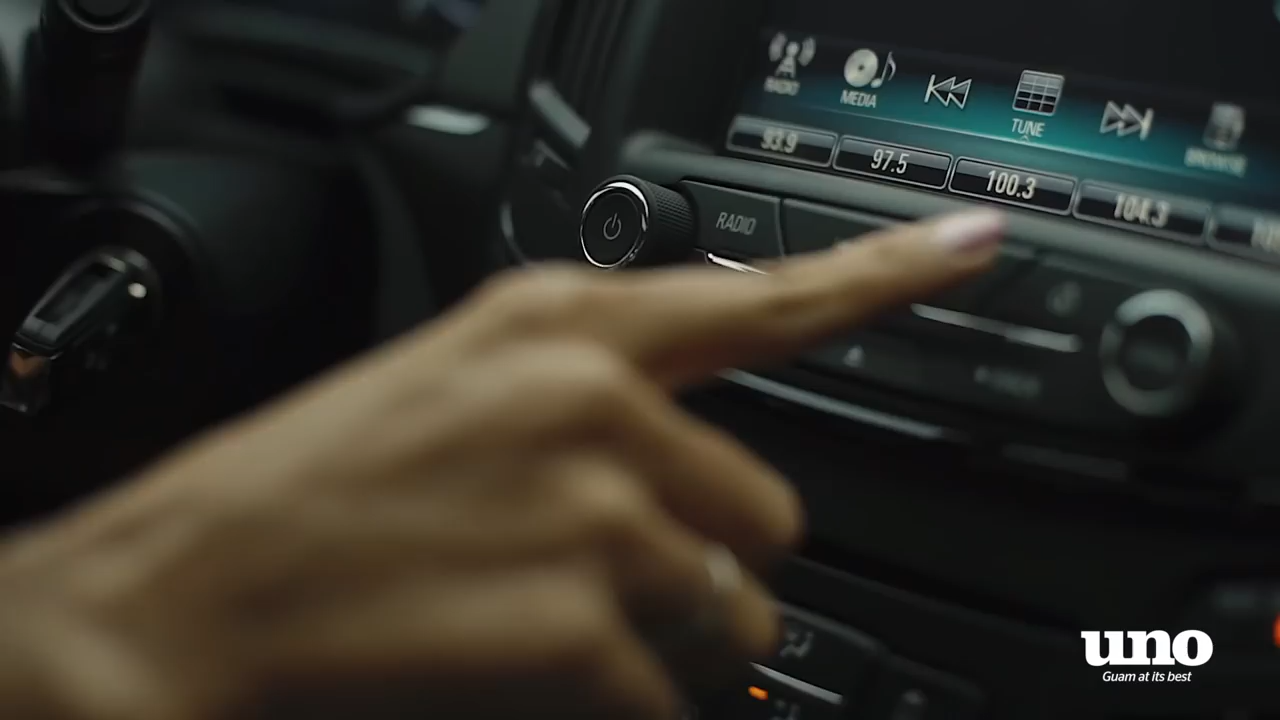 RADIO
MEDIA
TUNE
BROWSE
93.9
97.5
100.3
104.3
RADIO
uno
Guam at its best